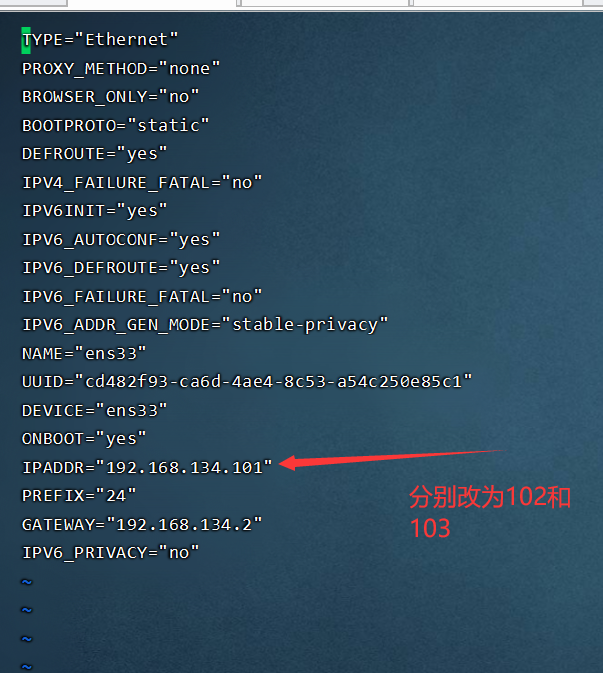 TYPE="Ethernet"
PROXY_METHOD="none"
BROWSER_ONLY="no"
BOOTPROTO="static"
DEFROUTE="yes"
IPV4_FAILURE_FATAL="no"
IPV6INIT="yes"
IPV6_AUTOCONF="yes"
IPV6_DEFROUTE="yes"
IPV6_FAILURE_FATAL="no"
IPV6_ADDR_GEN_MODE="stable-privacy"
NAME="ens33"
UUID="cd482f93-ca6d-4ae4-8c53-a54c250e85c1"
DEVICE="ens33"
ONBOOT="yes"
IPADDR="192.168.134.101"
PREFIX="24"
分别改为102和
103
GATEWAY="192.168.134.2"
IPV6_PRIVACY="no"
~
~
~
~